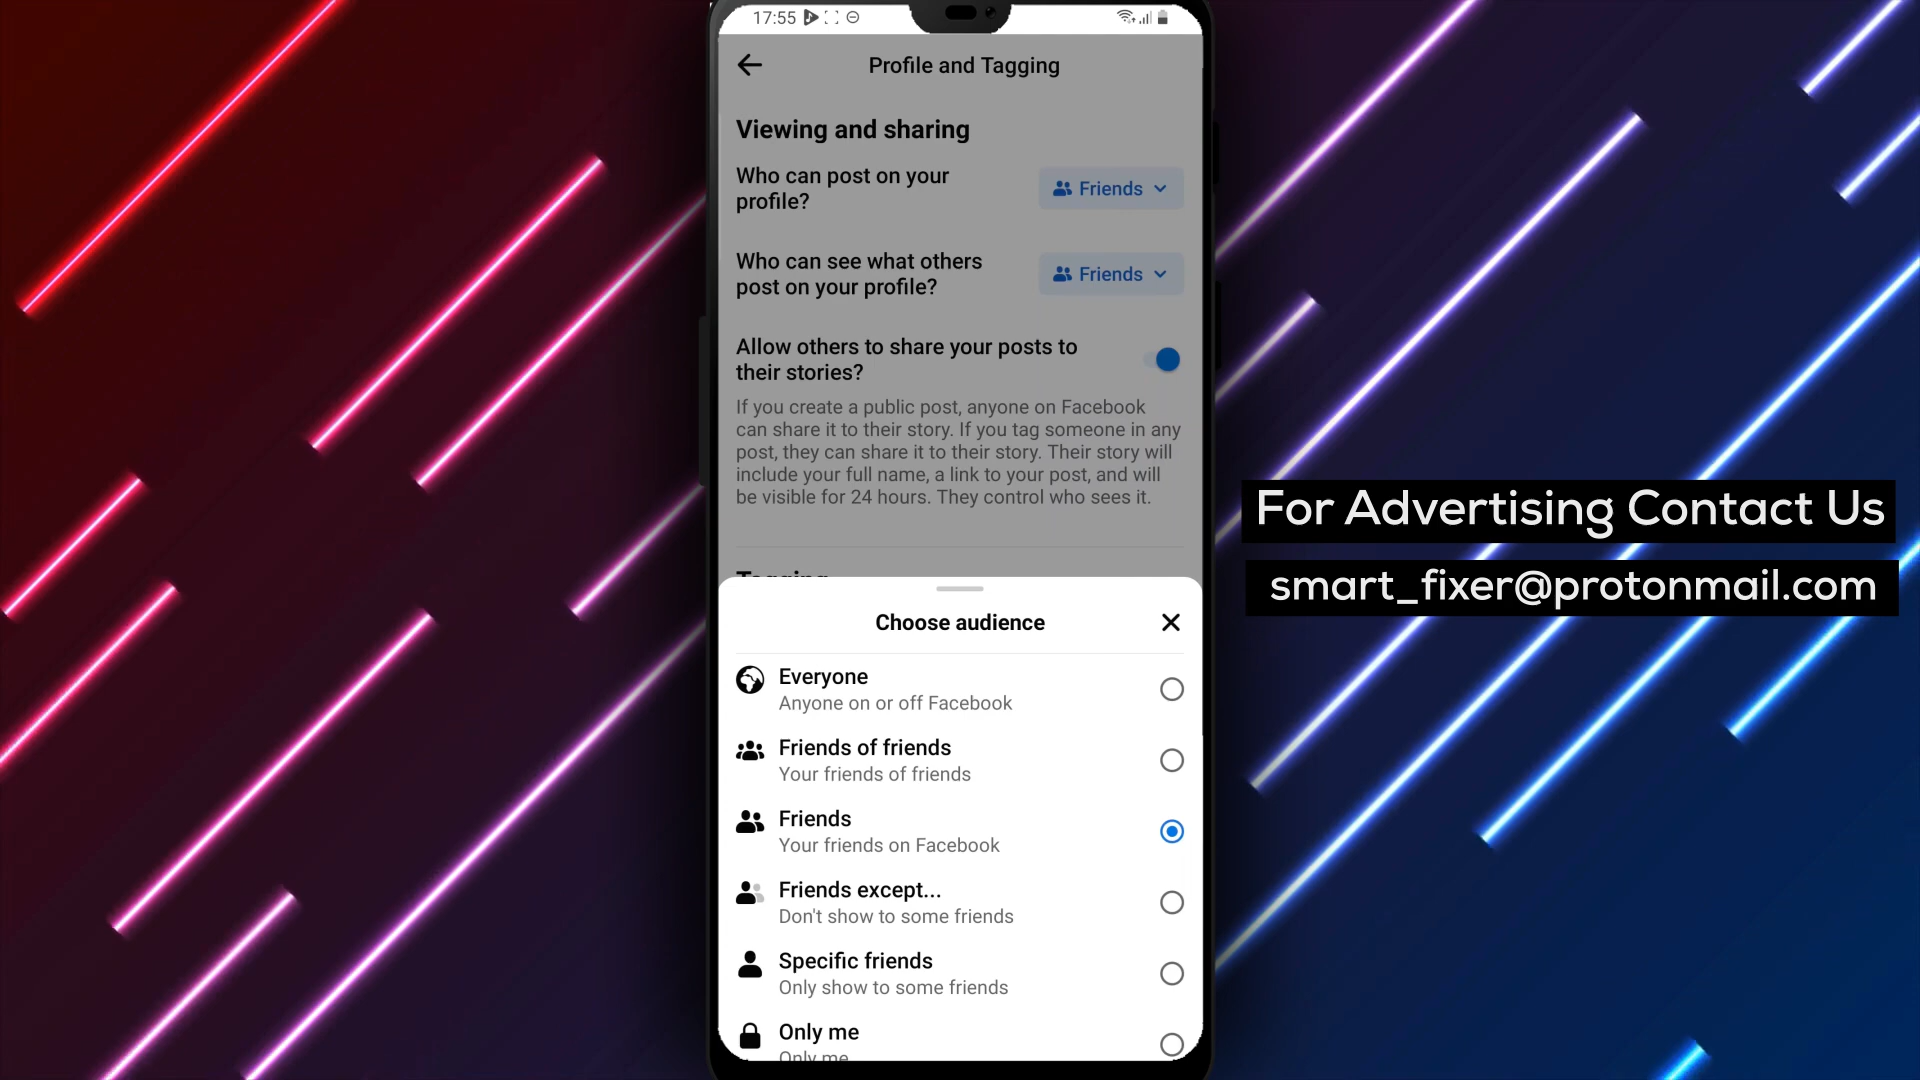 17:55
Profile and Tagging
Viewing and sharing
Who can post on your
profile?
Friends
Who can see what others
post on your profile?
Friends
Allow others to share your posts to
their stories?
If you create a public post, anyone on Facebook
can share it to their story. If you tag someone in any
post, they can share it to their story. Their story will
include your full name, a link to your post, and will
be visible for 24 hours. They control who sees it.
Tagging
Choose audience
Everyone
Anyone on or off Facebook
Friends of friends
Your friends of friends
Friends
Your friends on Facebook
Friends except...
Don't show to some friends
Specific friends
Only show to some friends
Only me
Only me
For Advertising Contact Us
smart_fixer@protonmail.com